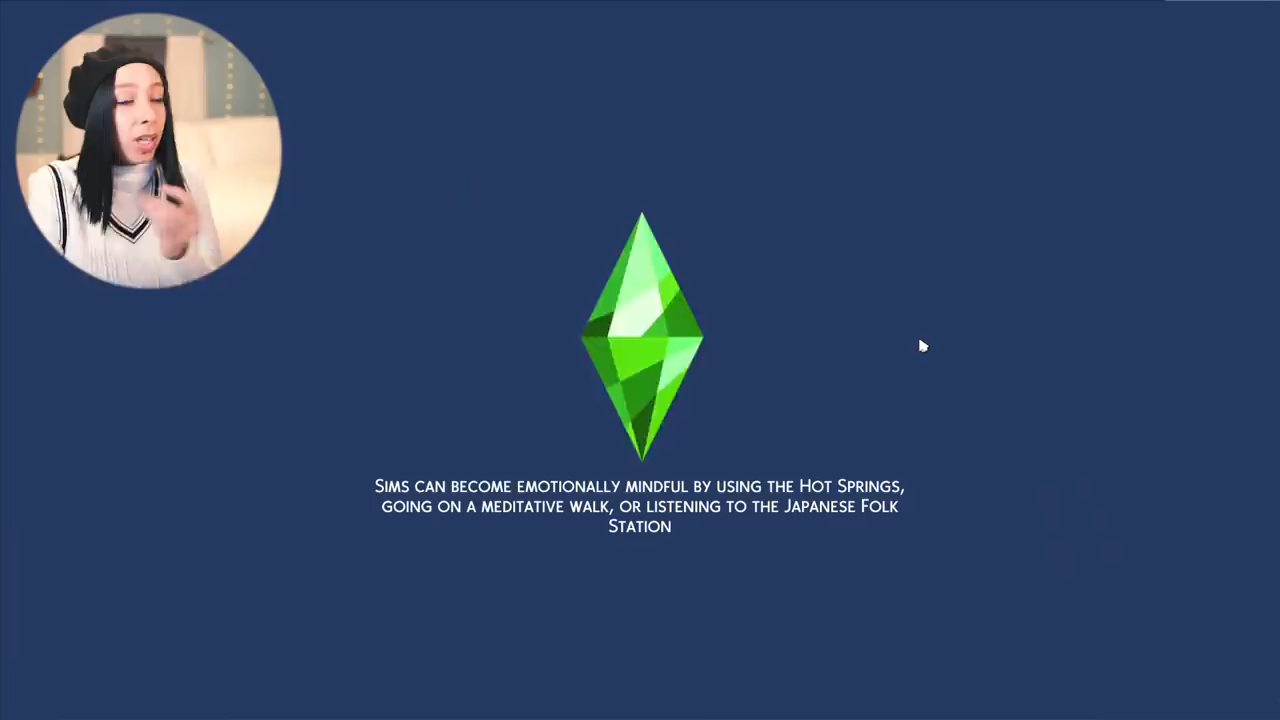 Sims can become emotionally mindful by using the Hot Springs,
going on a meditative walk, or listening to the Japanese Folk
Station